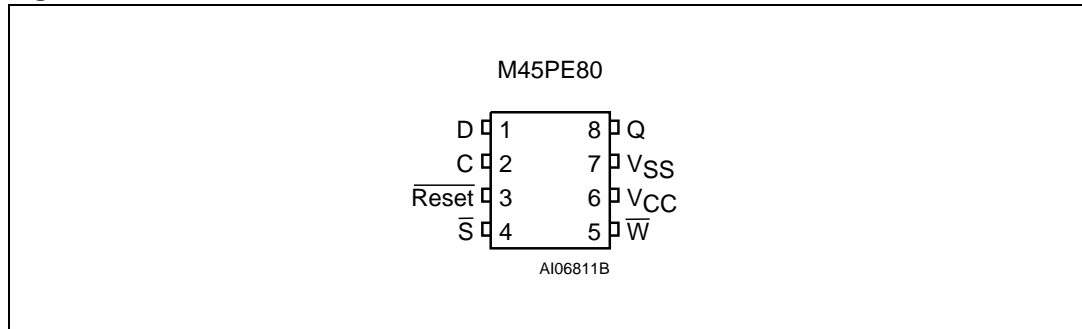 M45PE80
D 1 8 Q
C 2 7 VSS
Reset 3 6 VCC
S 4 5 W
AI06811B